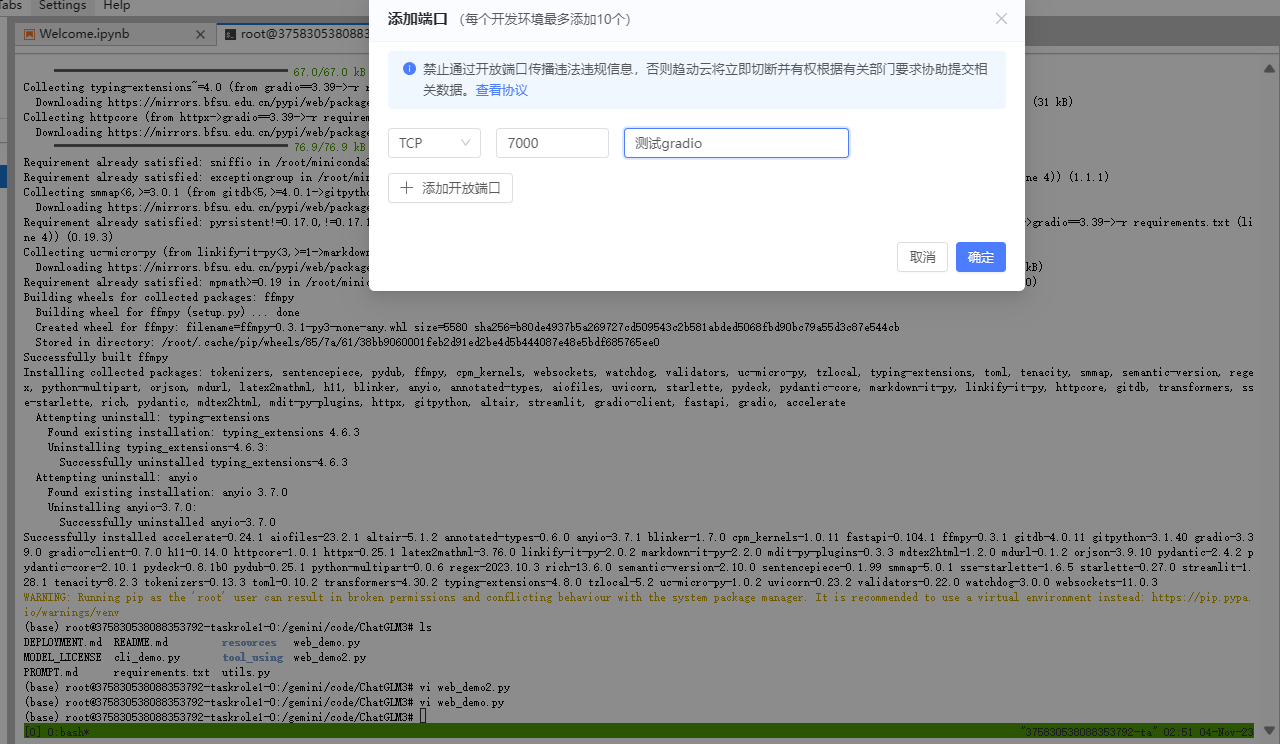 Tabs Settings Help
添加端口 （每个开发环境最多添加10个）
Welcome.ipynb
root@37583053808835
禁止通过开放端口传播违法违规信息，否则趋动云将立即切断并有权根据有关部门要求协助提交相
关数据。查看协议
TCP 7000 测试gradio
添加开放端口
取消 确定
67.0/67.0 kB
Collecting typing-extensions~=4.0 (from gradio==3.39->-r r
Downloading https://mirrors.bfsu.edu.cn/pypi/web/package (31 kB)
Collecting httpcore (from httpx->gradio==3.39->-r requirem
Downloading https://mirrors.bfsu.edu.cn/pypi/web/package
76.9/76.9 kB
Requirement already satisfied: sniffio in /root/miniconda3
Requirement already satisfied: exceptiongroup in /root/min ne 4)) (1.1.1)
Collecting smmap<6,>=3.0.1 (from gitdb<5,>=4.0.1->gitpytho
Downloading https://mirrors.bfsu.edu.cn/pypi/web/package
Requirement already satisfied: pyrsistent!=0.17.0,!=0.17.1 >gradio==3.39->-r requirements.txt (li
ne 4)) (0.19.3)
Collecting uc-micro-py (from linkify-it-py<3,>=1->markdown
Downloading https://mirrors.bfsu.edu.cn/pypi/web/package kB)
Requirement already satisfied: mpmath>=0.19 in /root/minic 0)
Building wheels for collected packages: ffmpy
Building wheel for ffmpy (setup.py) ... done
Created wheel for ffmpy: filename=ffmpy-0.3.1-py3-none-any.whl size=5580 sha256=b80de4937b5a269727cd509543c2b581abded5068fbd90bc79a55d3c87e544cb
Stored in directory: /root/.cache/pip/wheels/85/7a/61/38bb9060001feb2d91ed2be4d5b444087e48e5bdf685765ee0
Successfully built ffmpy
Installing collected packages: tokenizers, sentencepiece, pydub, ffmpy, cpm_kernels, websockets, watchdog, validators, uc-micro-py, tzlocal, typing-extensions, toml, tenacity, smmap, semantic-version, rege
x, python-multipart, orjson, mdurl, latex2mathml, h11, blinker, anyio, annotated-types, aiofiles, uvicorn, starlette, pydeck, pydantic-core, markdown-it-py, linkify-it-py, httpcore, gitdb, transformers, ss
e-starlette, rich, pydantic, mdtex2html, mdit-py-plugins, httpx, gitpython, altair, streamlit, gradio-client, fastapi, gradio, accelerate
Attempting uninstall: typing-extensions
Found existing installation: typing_extensions 4.6.3
Uninstalling typing_extensions-4.6.3:
Successfully uninstalled typing_extensions-4.6.3
Attempting uninstall: anyio
Found existing installation: anyio 3.7.0
Uninstalling anyio-3.7.0:
Successfully uninstalled anyio-3.7.0
Successfully installed accelerate-0.24.1 aiofiles-23.2.1 altair-5.1.2 annotated-types-0.6.0 anyio-3.7.1 blinker-1.7.0 cpm_kernels-1.0.11 fastapi-0.104.1 ffmpy-0.3.1 gitdb-4.0.11 gitpython-3.1.40 gradio-3.3
9.0 gradio-client-0.7.0 h11-0.14.0 httpcore-1.0.1 httpx-0.25.1 latex2mathml-3.76.0 linkify-it-py-2.0.2 markdown-it-py-2.2.0 mdit-py-plugins-0.3.3 mdtex2html-1.2.0 mdurl-0.1.2 orjson-3.9.10 pydantic-2.4.2 p
ydantic-core-2.10.1 pydeck-0.8.1b0 pydub-0.25.1 python-multipart-0.0.6 regex-2023.10.3 rich-13.6.0 semantic-version-2.10.0 sentencepiece-0.1.99 smmap-5.0.1 sse-starlette-1.6.5 starlette-0.27.0 streamlit-1.
28.1 tenacity-8.2.3 tokenizers-0.13.3 toml-0.10.2 transformers-4.30.2 typing-extensions-4.8.0 tzlocal-5.2 uc-micro-py-1.0.2 uvicorn-0.23.2 validators-0.22.0 watchdog-3.0.0 websockets-11.0.3
WARNING: Running pip as the 'root' user can result in broken permissions and conflicting behaviour with the system package manager. It is recommended to use a virtual environment instead: https://pip.pypa.
io/warnings/venv
(base) root@375830538088353792-taskrole1-0:/gemini/code/ChatGLM3# ls
DEPLOYMENT.md README.md resources web_demo.py
MODEL_LICENSE cli_demo.py tool_using web_demo2.py
PROMPT.md requirements.txt utils.py
(base) root@375830538088353792-taskrole1-0:/gemini/code/ChatGLM3# vi web_demo2.py
(base) root@375830538088353792-taskrole1-0:/gemini/code/ChatGLM3# vi web_demo.py
(base) root@375830538088353792-taskrole1-0:/gemini/code/ChatGLM3#
[0] 0:bash* "375830538088353792-ta" 02:51 04-Nov-23